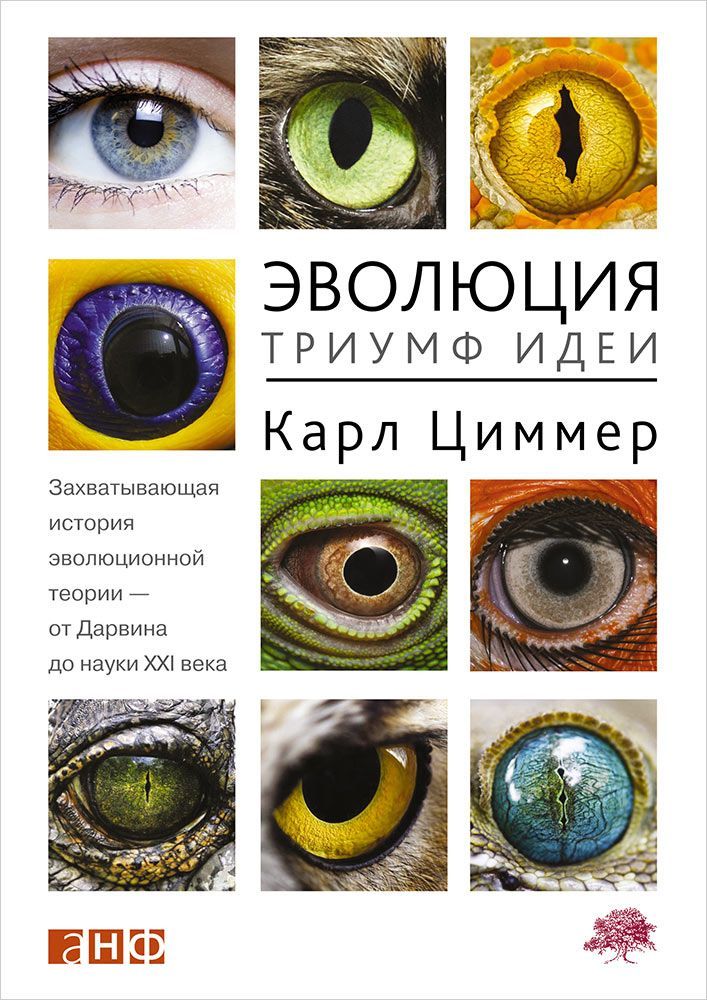 ЭВОЛЮЦИЯ
ТРИУМФ ИДЕИ
Карл Циммер
Захватывающая
история
эволюционной
теории —
от Дарвина
до науки XXI века
анф